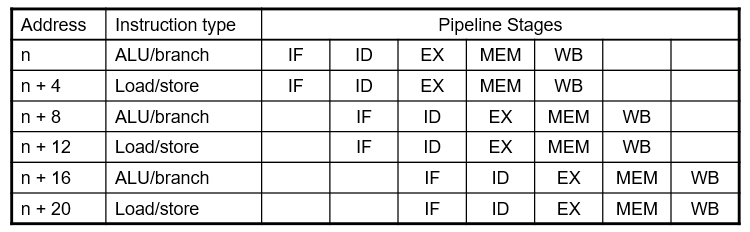 Address Instruction type Pipeline Stages
n ALU/branch IF ID EX MEM WB
n + 4 Load/store IF ID EX MEM WB
n + 8 ALU/branch IF ID EX MEM WB
n + 12 Load/store IF ID EX MEM WB
n + 16 ALU/branch IF ID EX MEM WB
n + 20 Load/store IF ID EX MEM WB